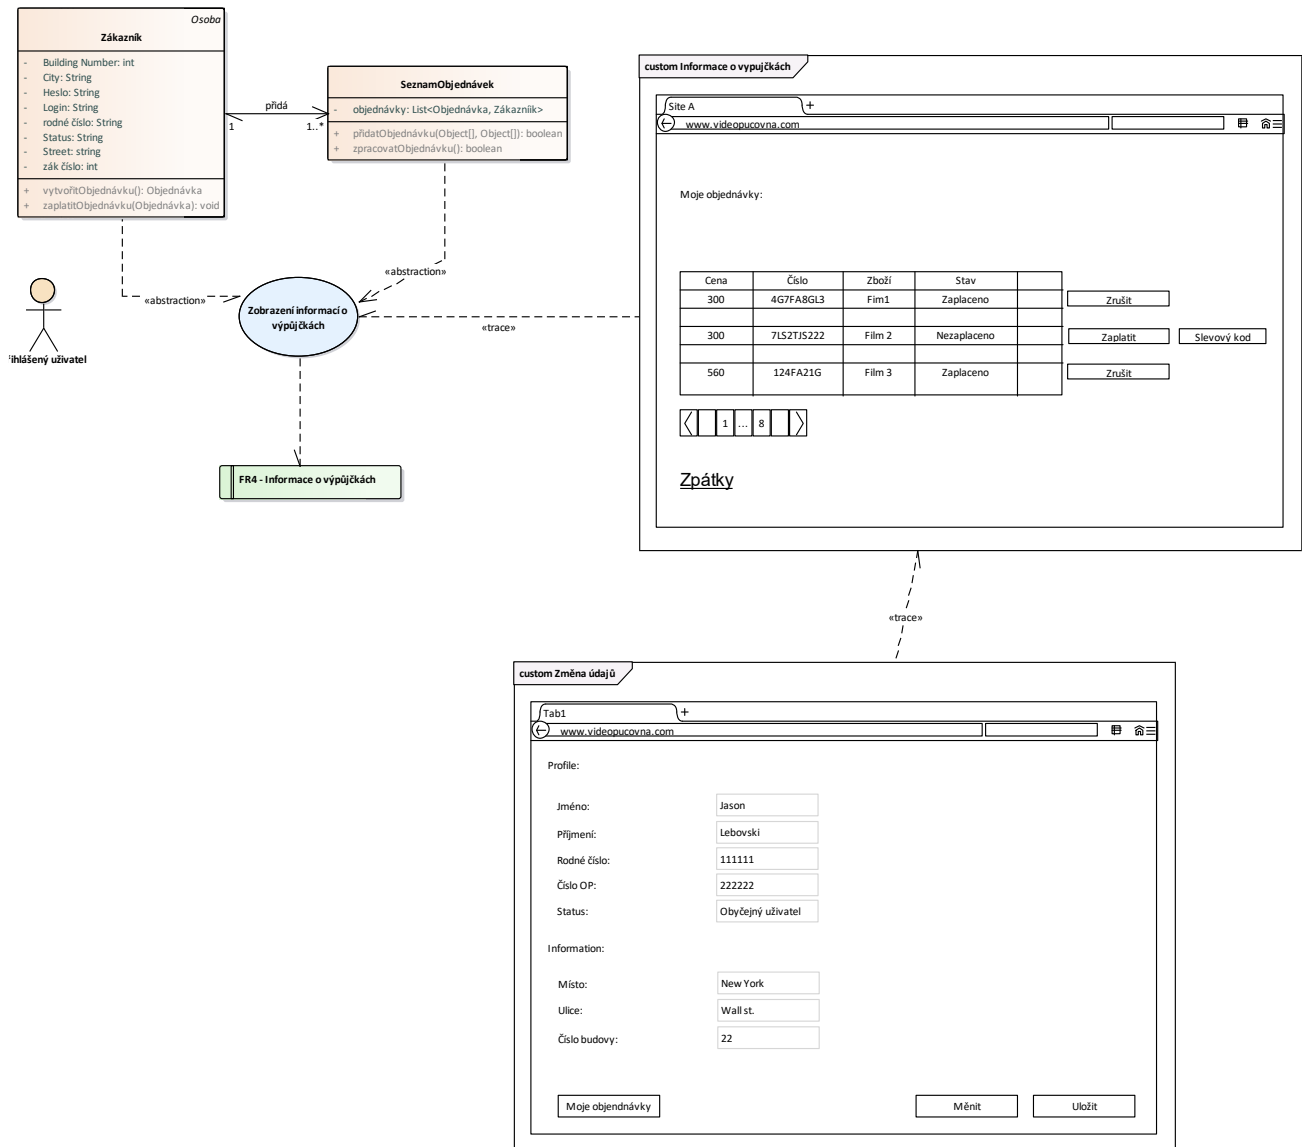 Osoba
Zákazník
- Building Number: int
- City: String
- Heslo: String
- Login: String
- rodné číslo: String
- Status: String
- Street: string
- zák číslo: int
+ vytvořitObjednávku(): Objednávka
+ zaplatitObjednávku(Objednávka): void
přidá
1
1..*
SeznamObjednávek
- objednávky: List<Objednávka, Zákazník>
+ přidatObjednávku(Object[], Object[]): boolean
+ zpracovatObjednávku(): boolean
«abstraction»
«abstraction»
Zobrazení informací o
výpůjčkách
«trace»
ihlášený uživatel
FR4 - Informace o výpůjčkách
custom Informace o vypujčkách
Site A
+
www.videopucovna.com
Moje objednávky:
Cena Číslo Zboží Stav
300 4G7FA8GL3 Fim1 Zaplaceno Zrušit
300 7LS2TJS222 Film 2 Nezaplaceno Zaplatit Slevový kod
560 124FA21G Film 3 Zaplaceno Zrušit
1 ... 8
Zpátky
«trace»
custom Změna údajů
Tab1
+
www.videopucovna.com
Profile:
Jméno: Jason
Příjmení: Lebovski
Rodné číslo: 111111
Číslo OP: 222222
Status: Obyčejný uživatel
Information:
Místo: New York
Ulice: Wall st.
Číslo budovy: 22
Moje objendnávky Měnit Uložit